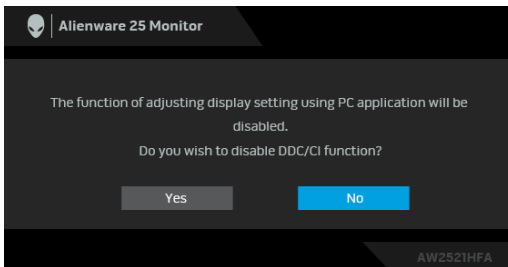 Alienware 25 Monitor
The function of adjusting display setting using PC application will be
disabled.
Do you wish to disable DDC/CI function?
Yes
No
AW2521HFA